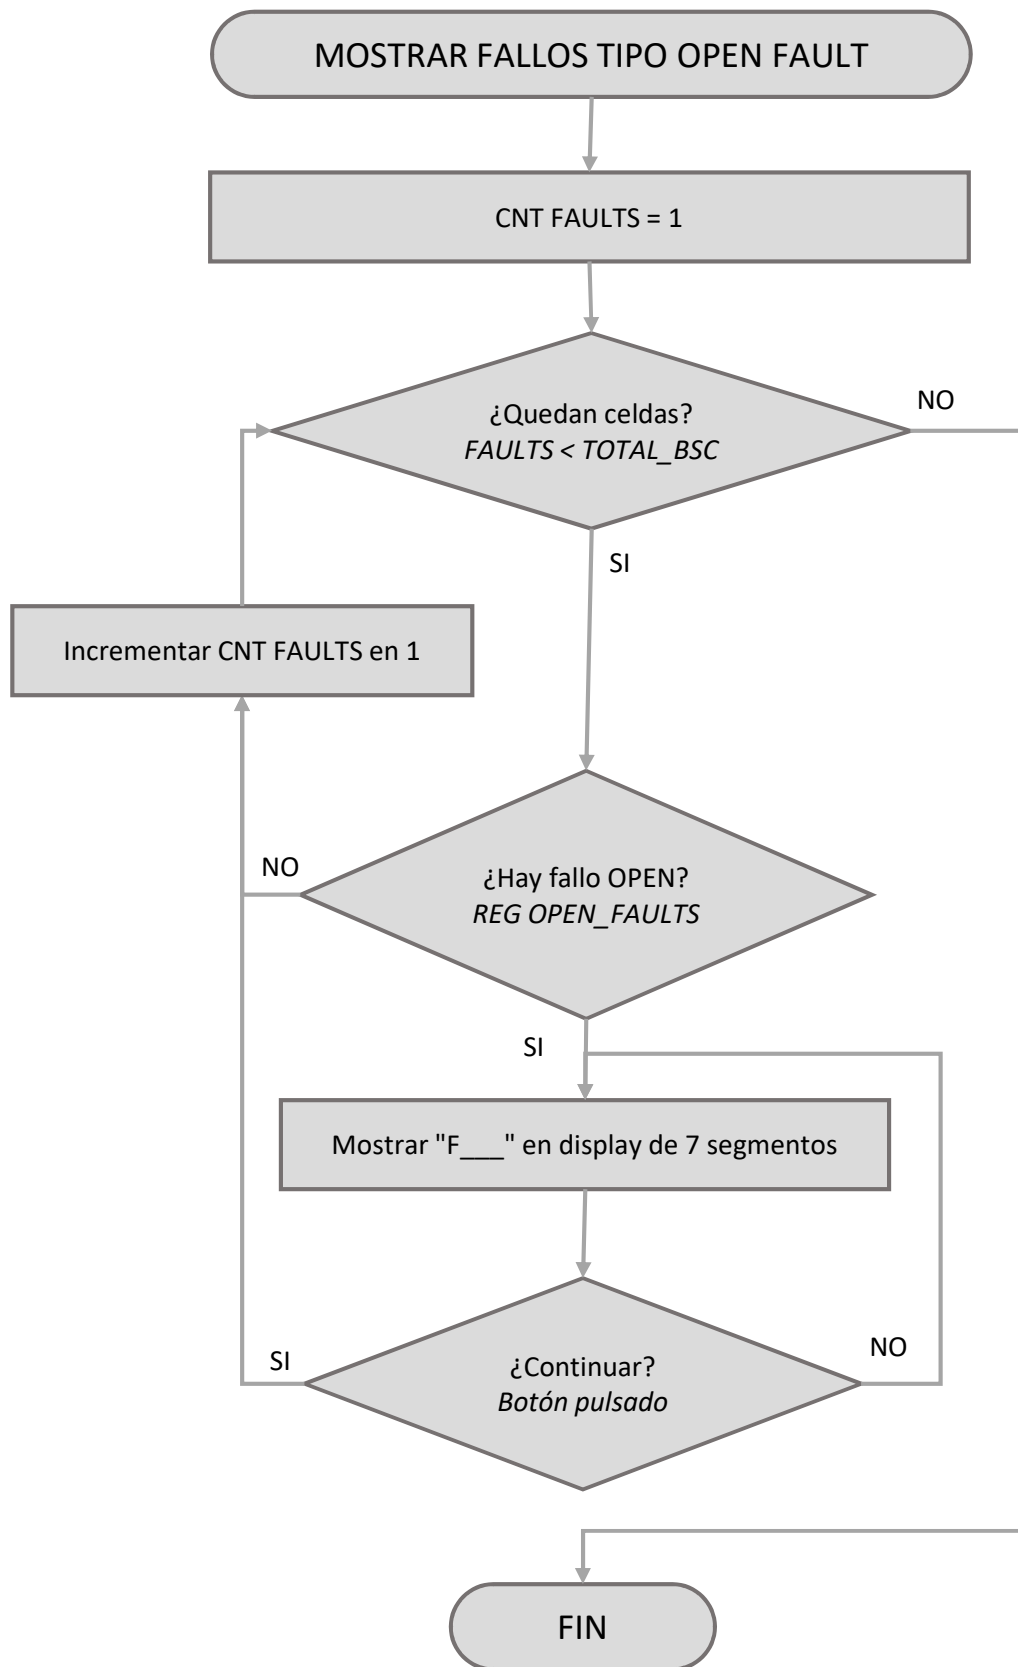 MOSTRAR FALLOS TIPO OPEN FAULT
CNT FAULTS = 1
¿Quedan celdas?
FAULTS < TOTAL_BSC
NO
SI
Incrementar CNT FAULTS en 1
NO
¿Hay fallo OPEN?
REG OPEN_FAULTS
SI
Mostrar "F___" en display de 7 segmentos
SI
¿Continuar?
Botón pulsado
NO
FIN